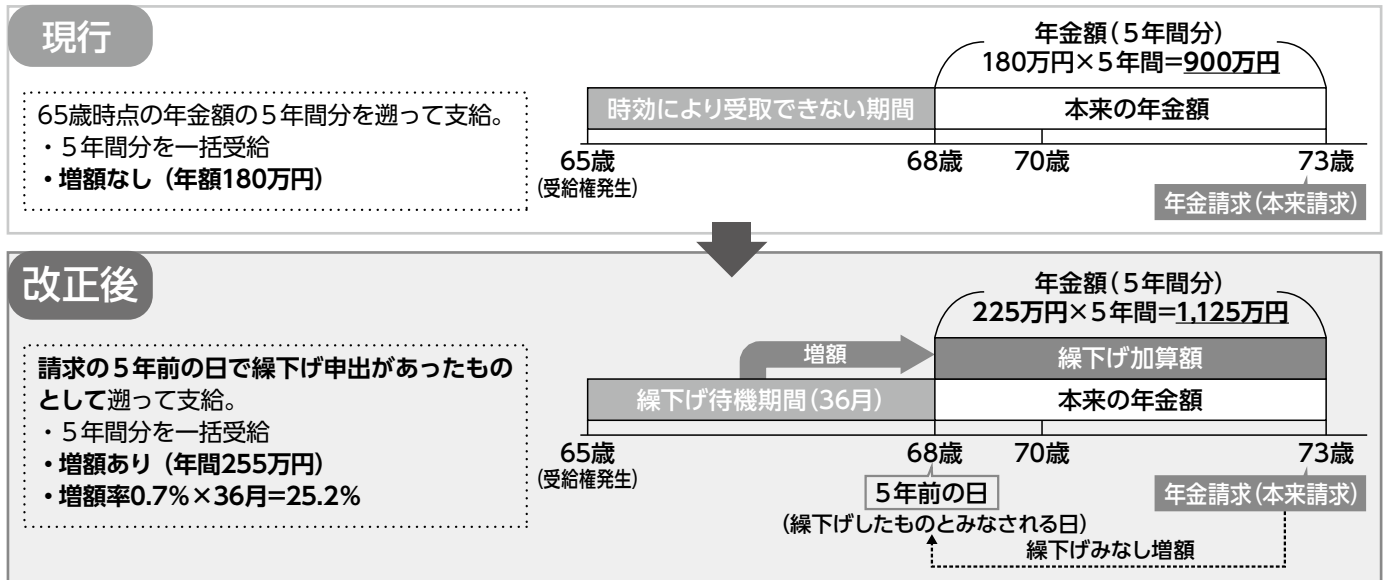 現行
65歳時点の年金額の5年間分を遡って支給。
・5年間分を一括受給
・増額なし（年額180万円）
年金額（5年間分）
180万円×5年間=900万円
時効により受取できない期間
本来の年金額
65歳
（受給権発生）
68歳
70歳
73歳
年金請求（本来請求）
改正後
請求の5年前の日で繰下げ申出があったもの
として遡って支給。
・5年間分を一括受給
・増額あり（年間255万円）
・増額率0.7%×36月=25.2%
年金額（5年間分）
225万円×5年間=1,125万円
増額
繰下げ加算額
繰下げ待機期間（36月）
本来の年金額
65歳
（受給権発生）
68歳
70歳
73歳
5年前の日
（繰下げしたものとみなされる日）
年金請求（本来請求）
繰下げみなし増額